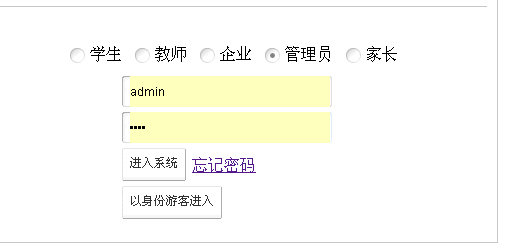 学生 教师 企业 管理员 家长
admin
••••
进入系统 忘记密码
以身份游客进入